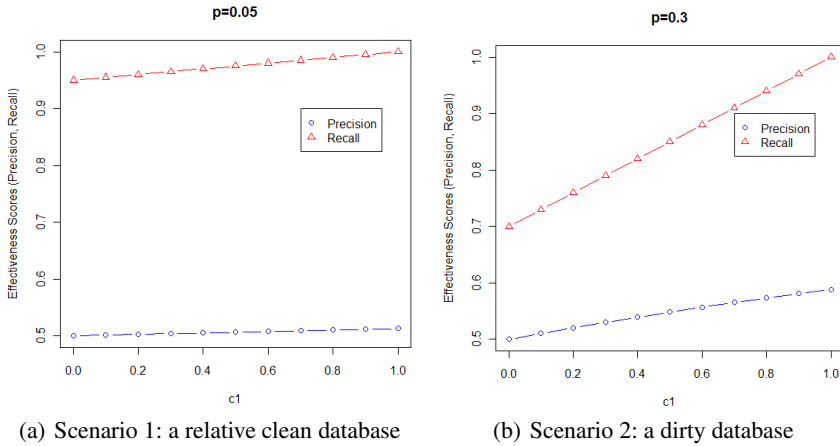 p=0.05
Effectiveness Scores (Precision, Recall)
1.0
0.9
0.8
0.7
0.6
0.5
Precision
Recall
0.0 0.2 0.4 0.6 0.8 1.0
c1
(a) Scenario 1: a relative clean database
p=0.3
Effectiveness Scores (Precision, Recall)
1.0
0.9
0.8
0.7
0.6
0.5
Precision
Recall
0.0 0.2 0.4 0.6 0.8 1.0
c1
(b) Scenario 2: a dirty database